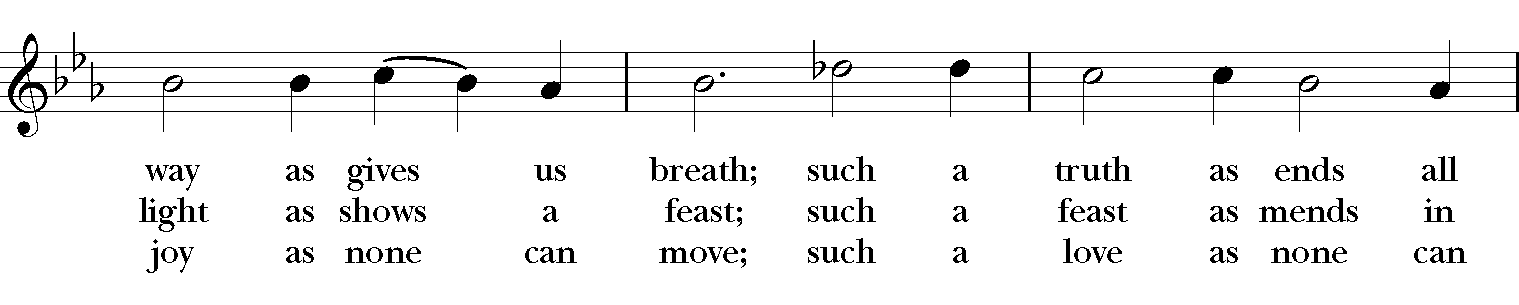 way as gives us breath; such a truth as ends all
light as shows a feast; such a feast as mends in
joy as none can move; such a love as none can